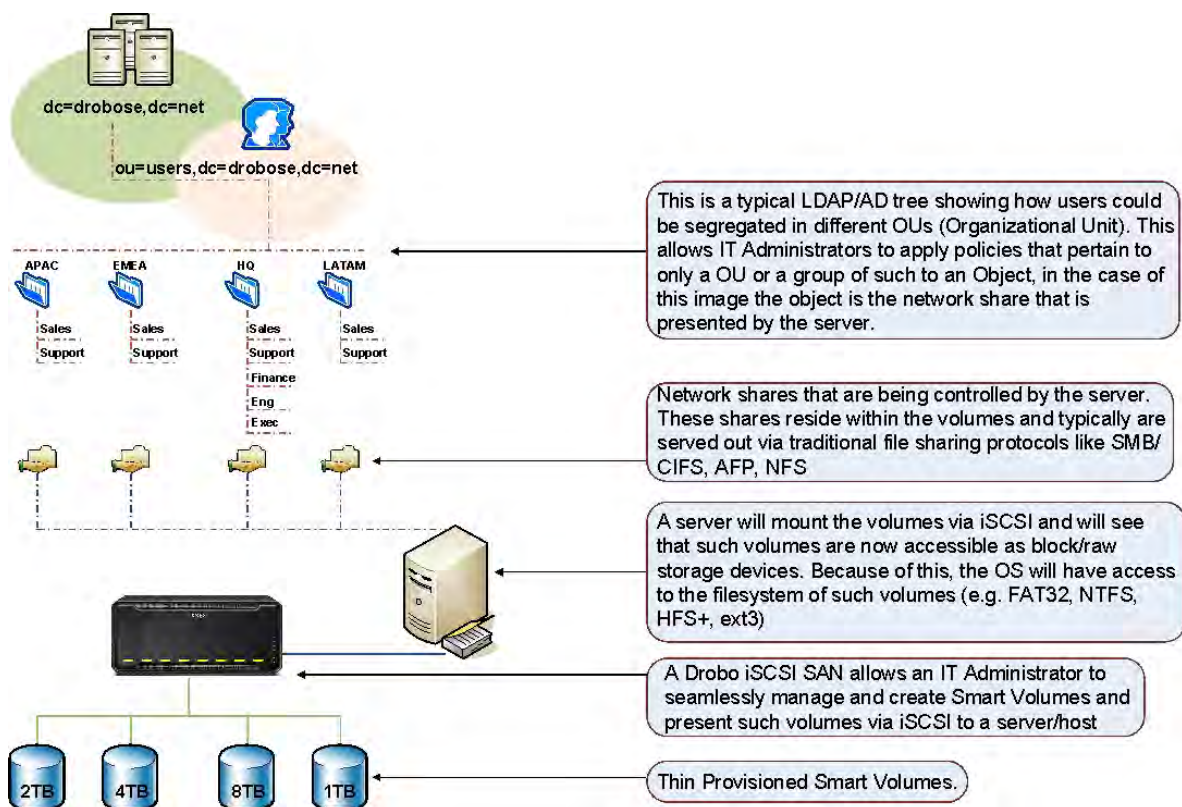 dc=drobose,dc=net
ou=users,dc=drobose,dc=net
APAC
EMEA
HQ
LATAM
Sales
Support
Sales
Support
Sales
Support
Finance
Eng
Exec
Sales
Support
This is a typical LDAP/AD tree showing how users could
be segregated in different OUs (Organizational Unit). This
allows IT Administrators to apply policies that pertain to
only a OU or a group of such to an Object, in the case of
this image the object is the network share that is
presented by the server.
Network shares that are being controlled by the server.
These shares reside within the volumes and typically are
served out via traditional file sharing protocols like SMB/
CIFS, AFP, NFS
A server will mount the volumes via iSCSI and will see
that such volumes are now accessible as block/raw
storage devices. Because of this, the OS will have access
to the filesystem of such volumes (e.g. FAT32, NTFS,
HFS+, ext3)
A Drobo iSCSI SAN allows an IT Administrator to
seamlessly manage and create Smart Volumes and
present such volumes via iSCSI to a server/host
2TB
4TB
8TB
1TB
Thin Provisioned Smart Volumes.